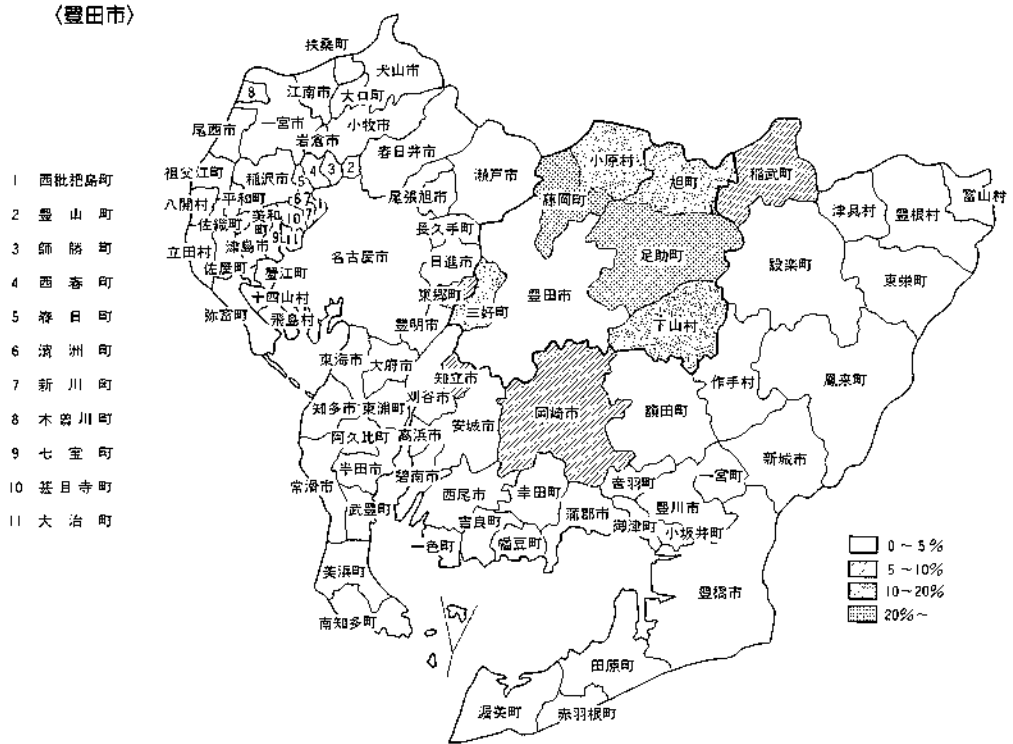 〈豊田市〉
1 西枇杷島町
2 豊山町
3 師勝町
4 西春町
5 春日町
6 清洲町
7 新川町
8 木曽川町
9 七宝町
10 甚目寺町
11 大治町
扶桑町
犬山市
8
江南市
大口町
尾西市
一宮市
小牧市
岩倉市
春日井市
瀬戸市
小原村
旭町
稲武町
藤岡町
祖父江町
稲沢市
5
4
3
2
尾張旭市
津具村
豊根村
富山村
八開村
平和町
6
7
1
佐織町
美和町
10
長久手町
立田村
津島市
9
11
名古屋市
日進市
足助町
設楽町
東栄町
佐屋町
蟹江町
東郷町
豊田市
十四山村
三好町
弥富町
飛島村
豊明市
下山村
東海市
大府市
知立市
作手村
鳳来町
刈谷市
知多市
東浦町
岡崎市
額田町
阿久比町
高浜市
安城市
新城市
半田市
碧南市
音羽町
一宮町
常滑市
西尾市
幸田町
武豊町
吉良町
蒲郡市
豊川市
御津町
小坂井町
一色町
幡豆町
美浜町
豊橋市
南知多町
田原町
渥美町
赤羽根町
0～5%
5～10%
10～20%
20%～